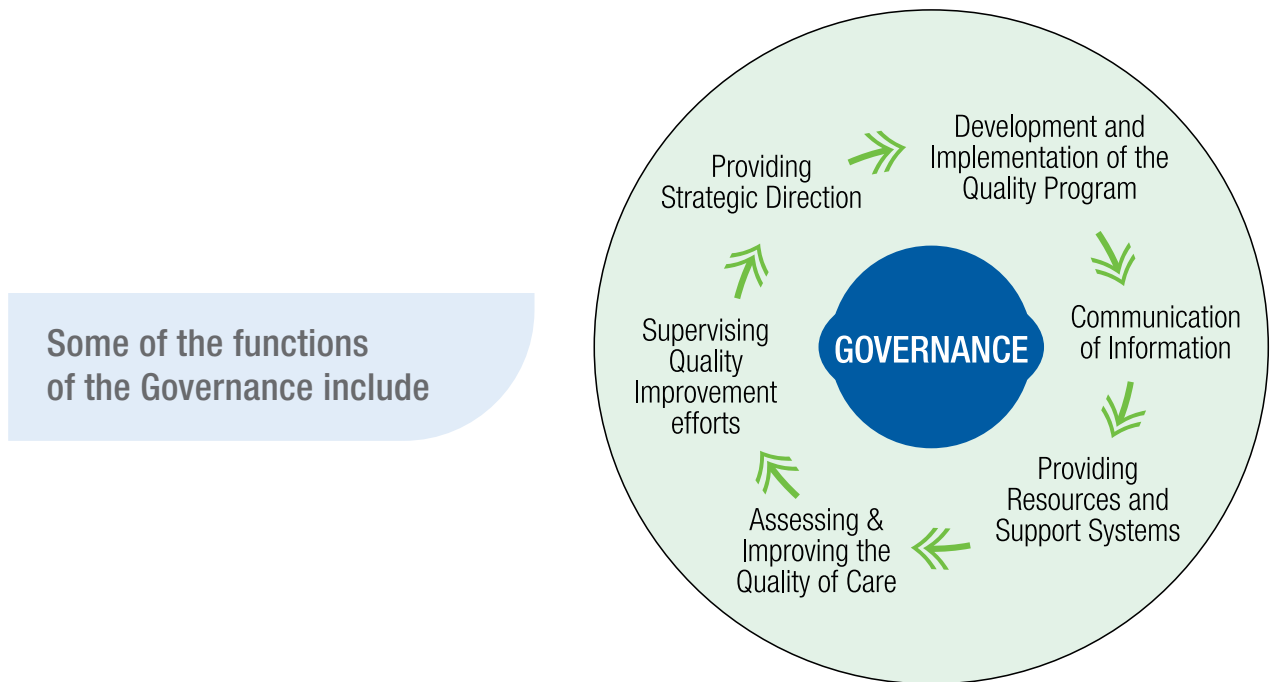 Some of the functions
of the Governance include
Providing
Strategic Direction
Development and
Implementation of the
Quality Program
Communication
of Information
Providing
Resources and
Support Systems
Assessing &
Improving the
Quality of Care
Supervising
Quality
Improvement
efforts
GOVERNANCE